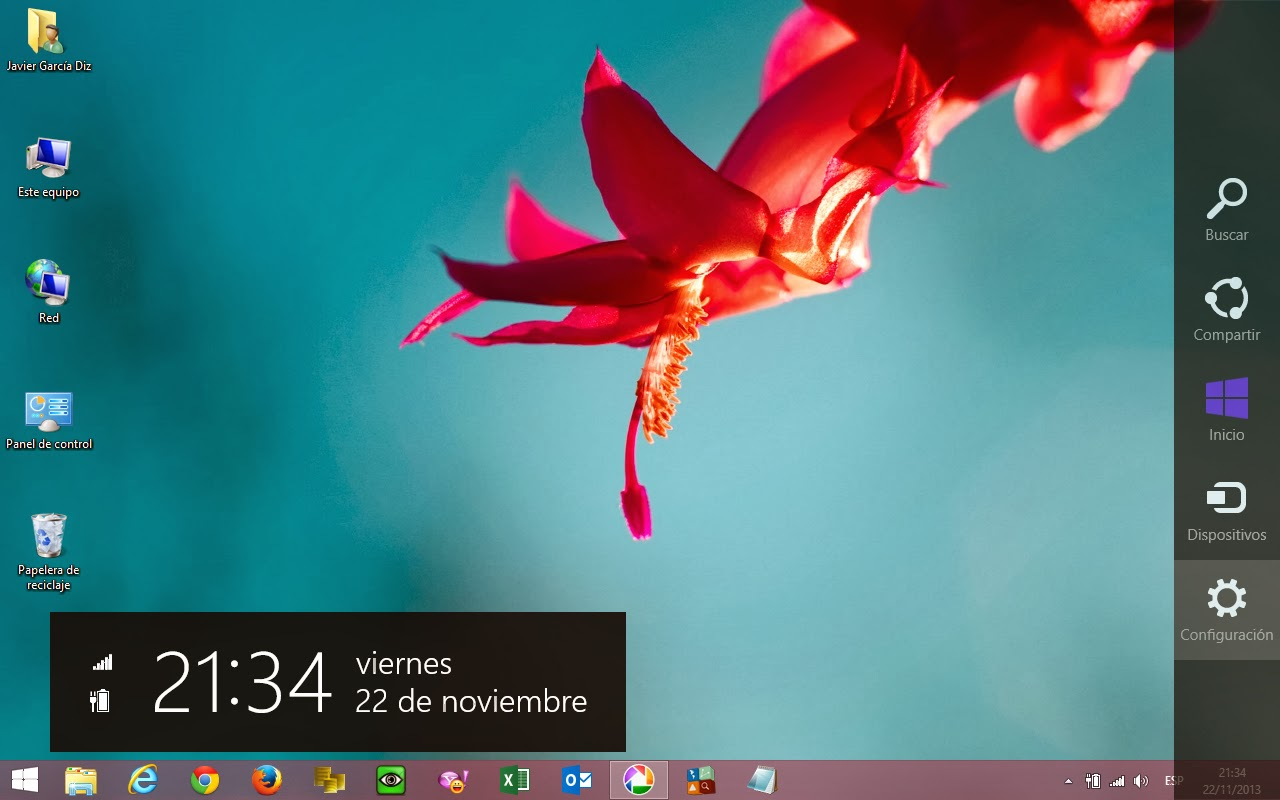 Javier García Diz
Este equipo
Red
Panel de control
Papelera de
reciclaje
Buscar
Compartir
Inicio
Dispositivos
Configuración
21:34
viernes
22 de noviembre
ESP
21:34
22/11/2013